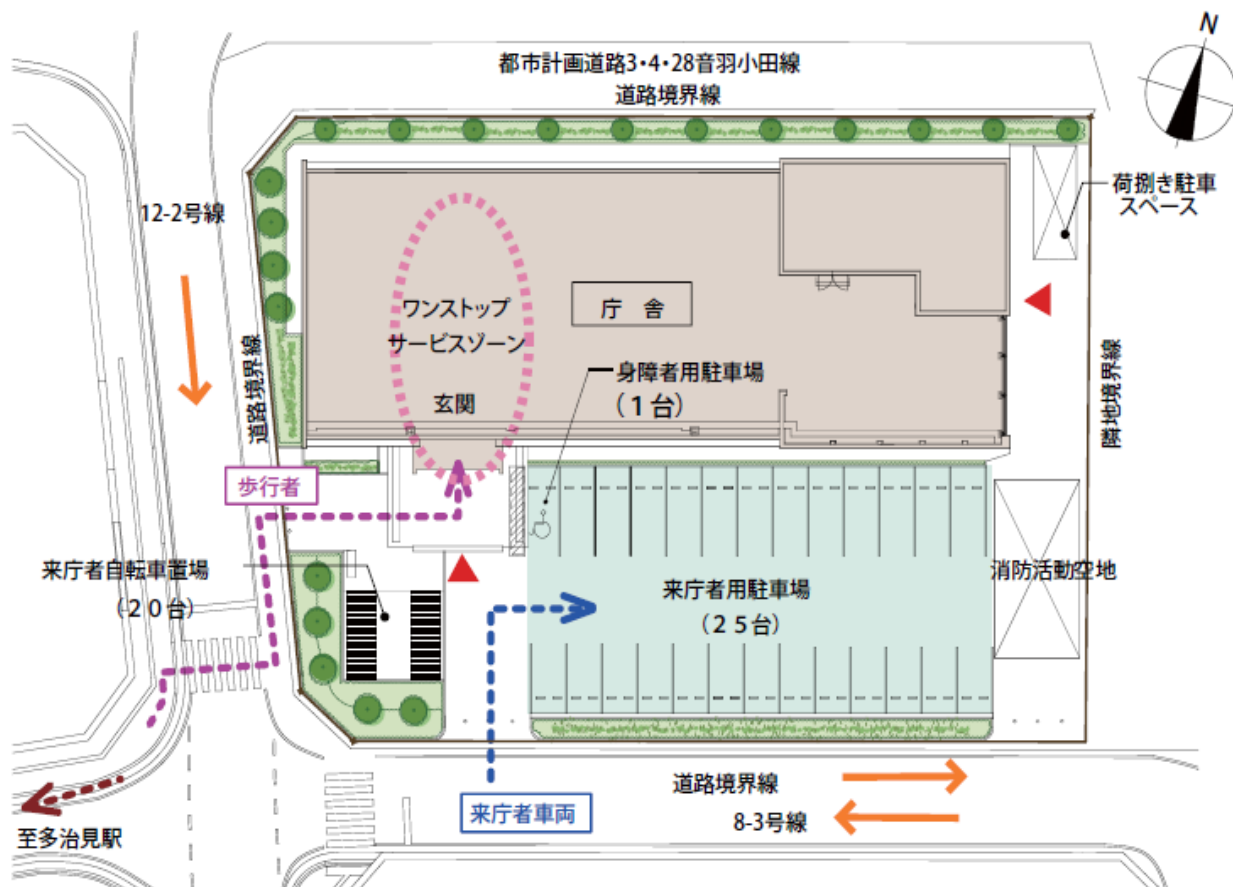 N
都市計画道路3・4・28音羽小田線
道路境界線
荷捌き駐車
スペース
12-2号線
ワンストップ
サービスゾーン
庁 舎
身障者用駐車場
(1台)
玄関
道路境界線
隣地境界線
歩行者
来庁者自転車置場
(20台)
来庁者用駐車場
(25台)
消防活動空地
道路境界線
来庁者車両
8-3号線
至多治見駅